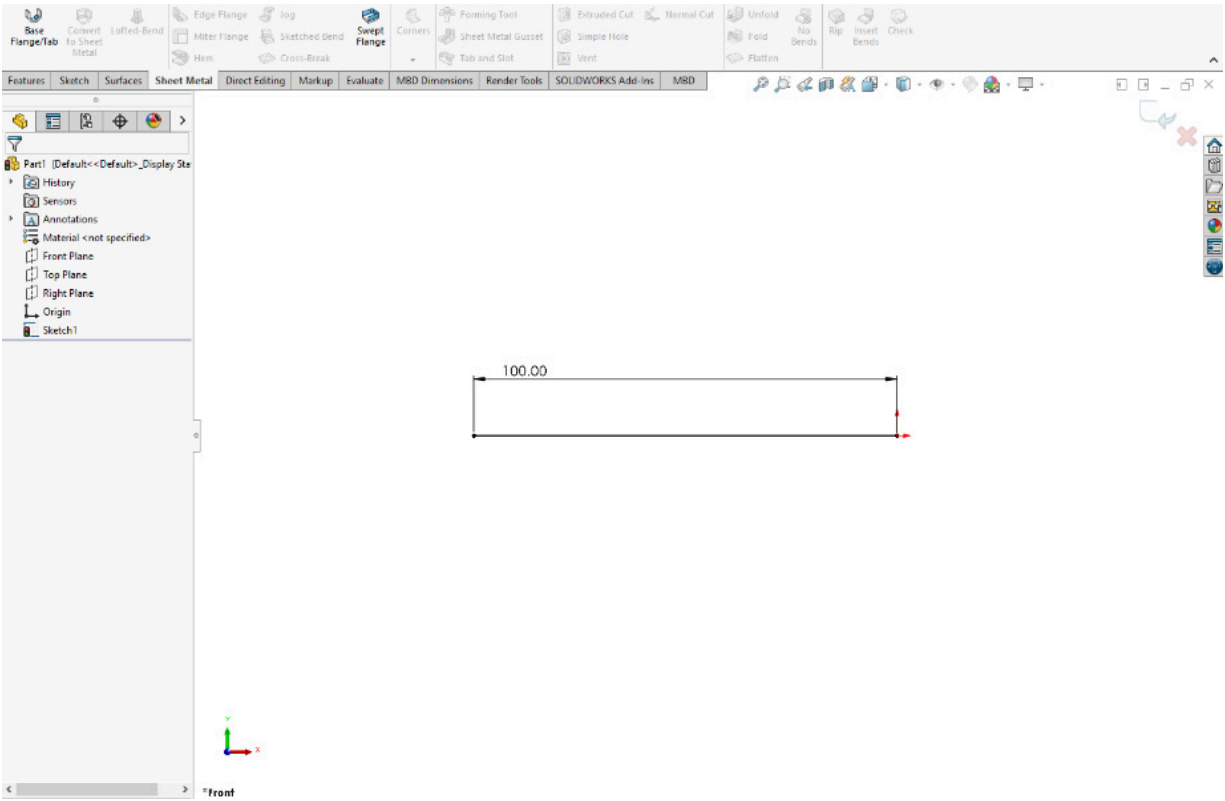 Base Flange/Tab
Convert to Sheet Metal
Lofted-Bend
Edge Flange
Miter Flange
Hem
Jog
Sketched Bend
Cross-Break
Swept Flange
Corners
Forming Tool
Sheet Metal Gusset
Tab and Slot
Extruded Cut
Simple Hole
Vent
Normal Cut
Unfold
Fold
Flatten
No Bends
Rip
Insert Bends
Check
Features Sketch Surfaces Sheet Metal Direct Editing Markup Evaluate MBD Dimensions Render Tools SOLIDWORKS Add-Ins MBD
Part1 (Default<<Default>_Display Sta
History
Sensors
Annotations
Material <not specified>
Front Plane
Top Plane
Right Plane
Origin
Sketch1
100.00
Y
X
*Front